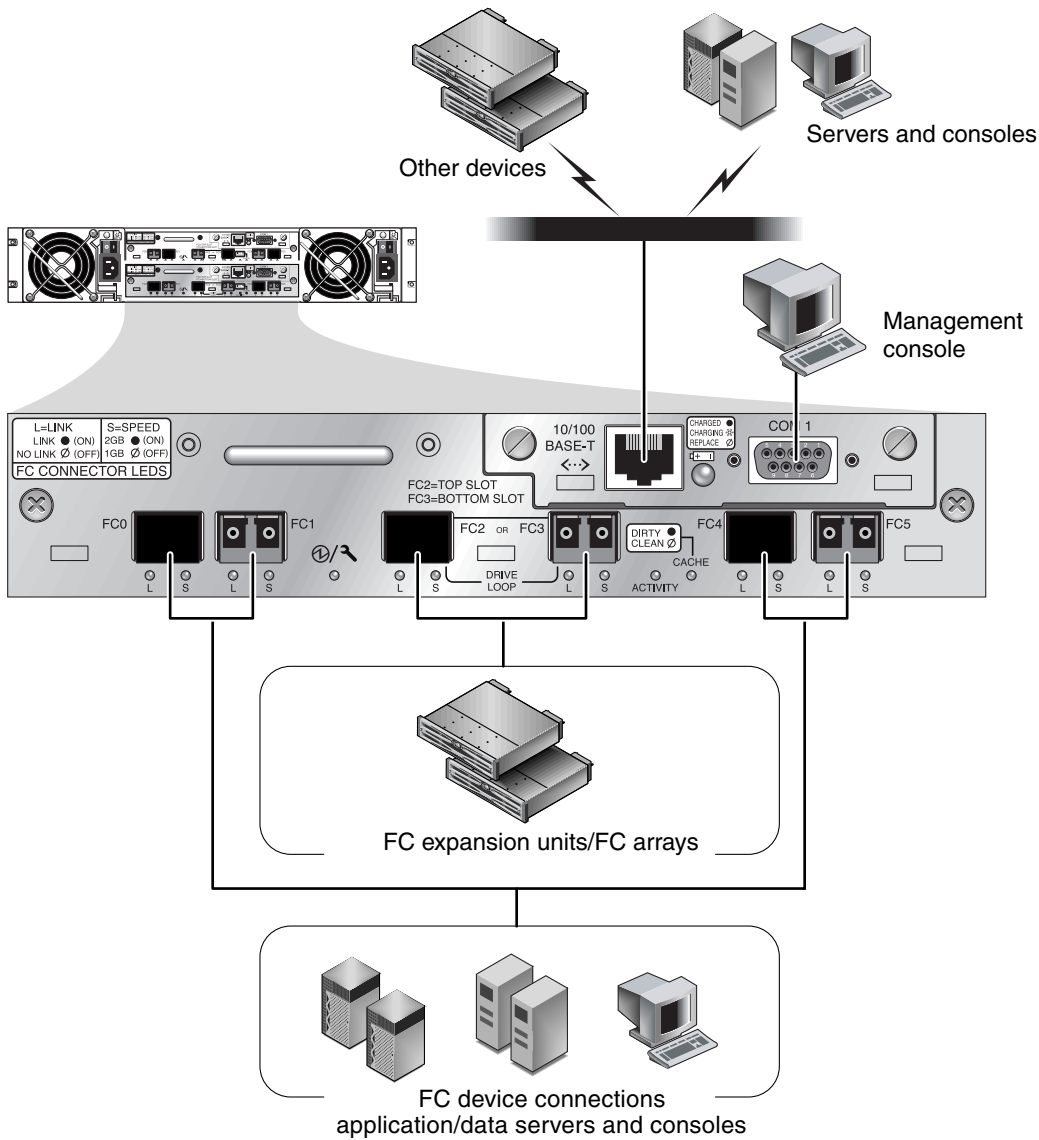 Other devices
Servers and consoles
Management
console
L=LINK
LINK ● (ON)
NO LINK Ø (OFF)
S=SPEED
2GB ● (ON)
1GB Ø (OFF)
FC CONNECTOR LEDS
10/100
BASE-T
<··>
CHARGED ●
CHARGING ☼
REPLACE Ø
+ -
COM 1
FC2=TOP SLOT
FC3=BOTTOM SLOT
FC0
FC1
FC2 OR FC3
DIRTY ●
CLEAN Ø
CACHE
FC4
FC5
L S L S L S DRIVE
LOOP L S ACTIVITY L S L S
FC expansion units/FC arrays
FC device connections
application/data servers and consoles